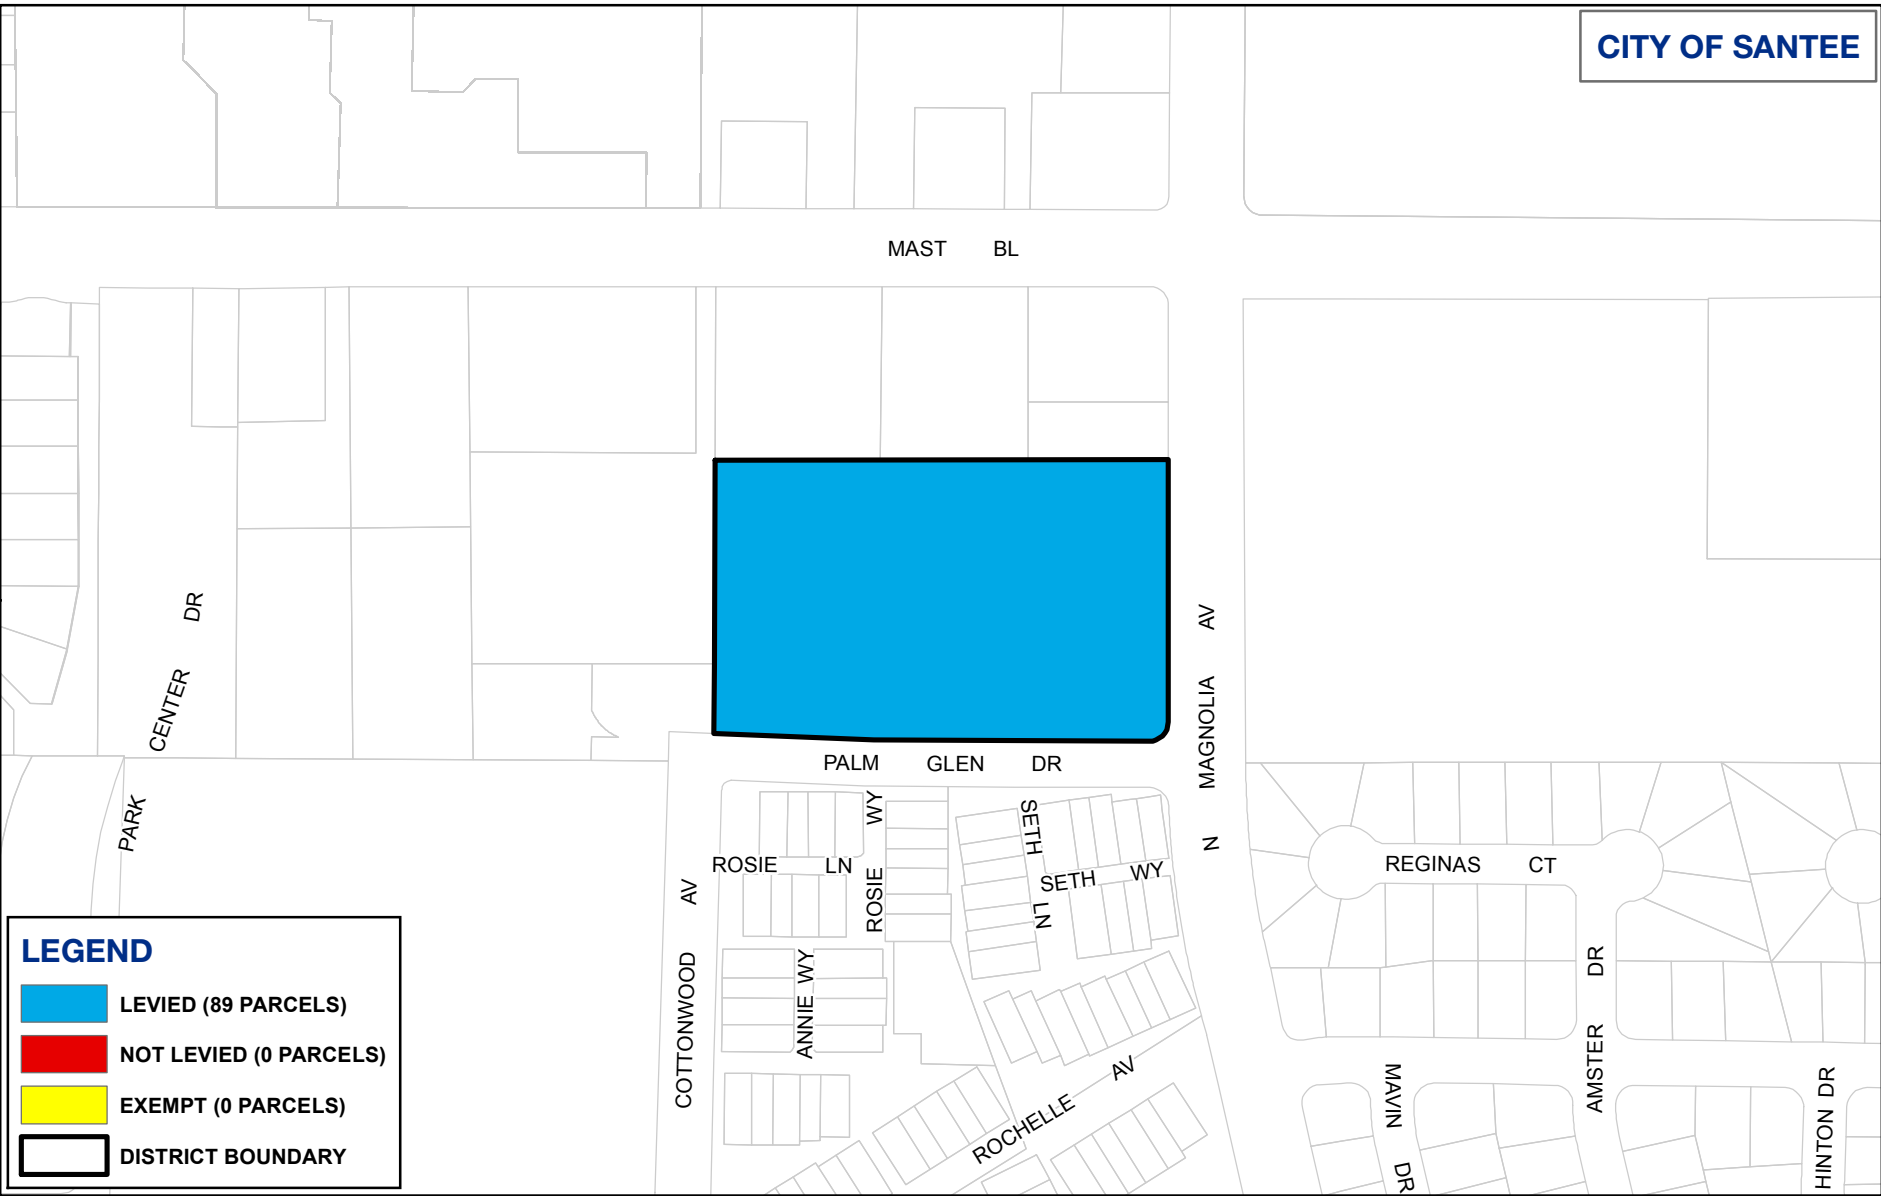 CITY OF SANTEE
MAST BL
CENTER DR
PARK
N MAGNOLIA AV
PALM GLEN DR
ROSIE WY
ROSIE LN
SETH LN
SETH WY
REGINAS CT
COTTONWOOD AV
ANNIE WY
ROCHELLE AV
MAVIN DR
AMSTER DR
HINTON DR
LEGEND
LEVIED (89 PARCELS)
NOT LEVIED (0 PARCELS)
EXEMPT (0 PARCELS)
DISTRICT BOUNDARY